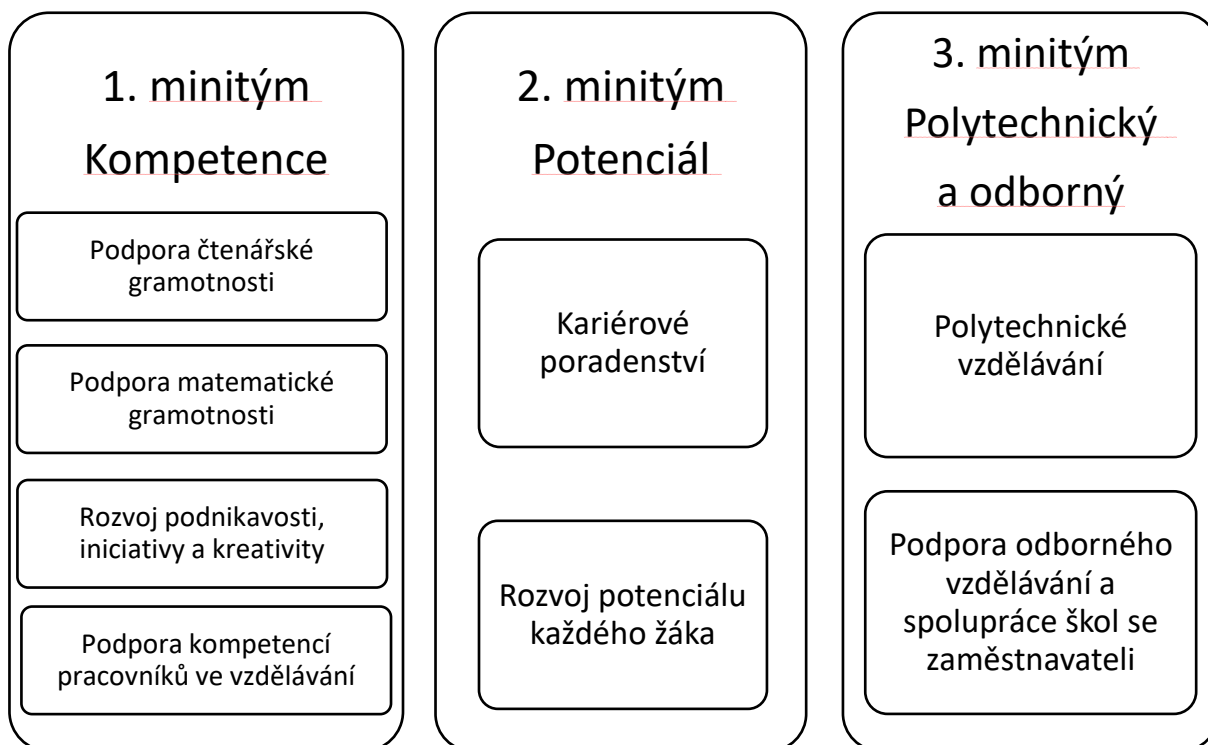 1. minitým
Kompetence
Podpora čtenářské
gramotnosti
Podpora matematické
gramotnosti
Rozvoj podnikavosti,
iniciativy a kreativity
Podpora kompetencí
pracovníků ve vzdělávání
2. minitým
Potenciál
Kariérové
poradenství
Rozvoj potenciálu
každého žáka
3. minitým
Polytechnický
a odborný
Polytechnické
vzdělávání
Podpora odborného
vzdělávání a
spolupráce škol se
zaměstnavateli